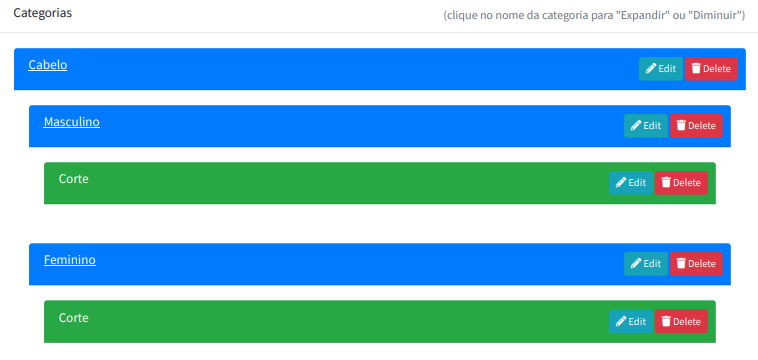 Categorias (clique no nome da categoria para "Expandir" ou "Diminuir")
Cabelo Edit Delete
Masculino Edit Delete
Corte Edit Delete
Feminino Edit Delete
Corte Edit Delete